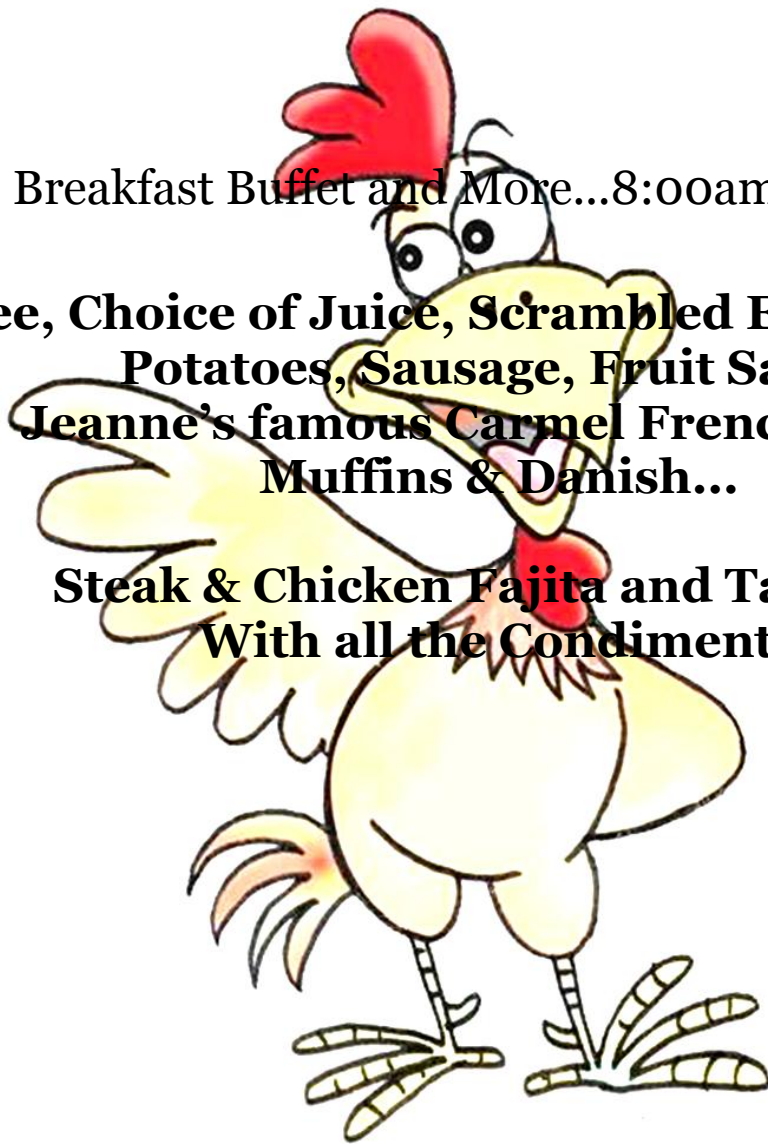 Breakfast Buffet and More...8:00am
ee, Choice of Juice, Scrambled E
Potatoes, Sausage, Fruit Sa
Jeanne’s famous Carmel Frenc
Muffins & Danish...
Steak & Chicken Fajita and Ta
With all the Condiment